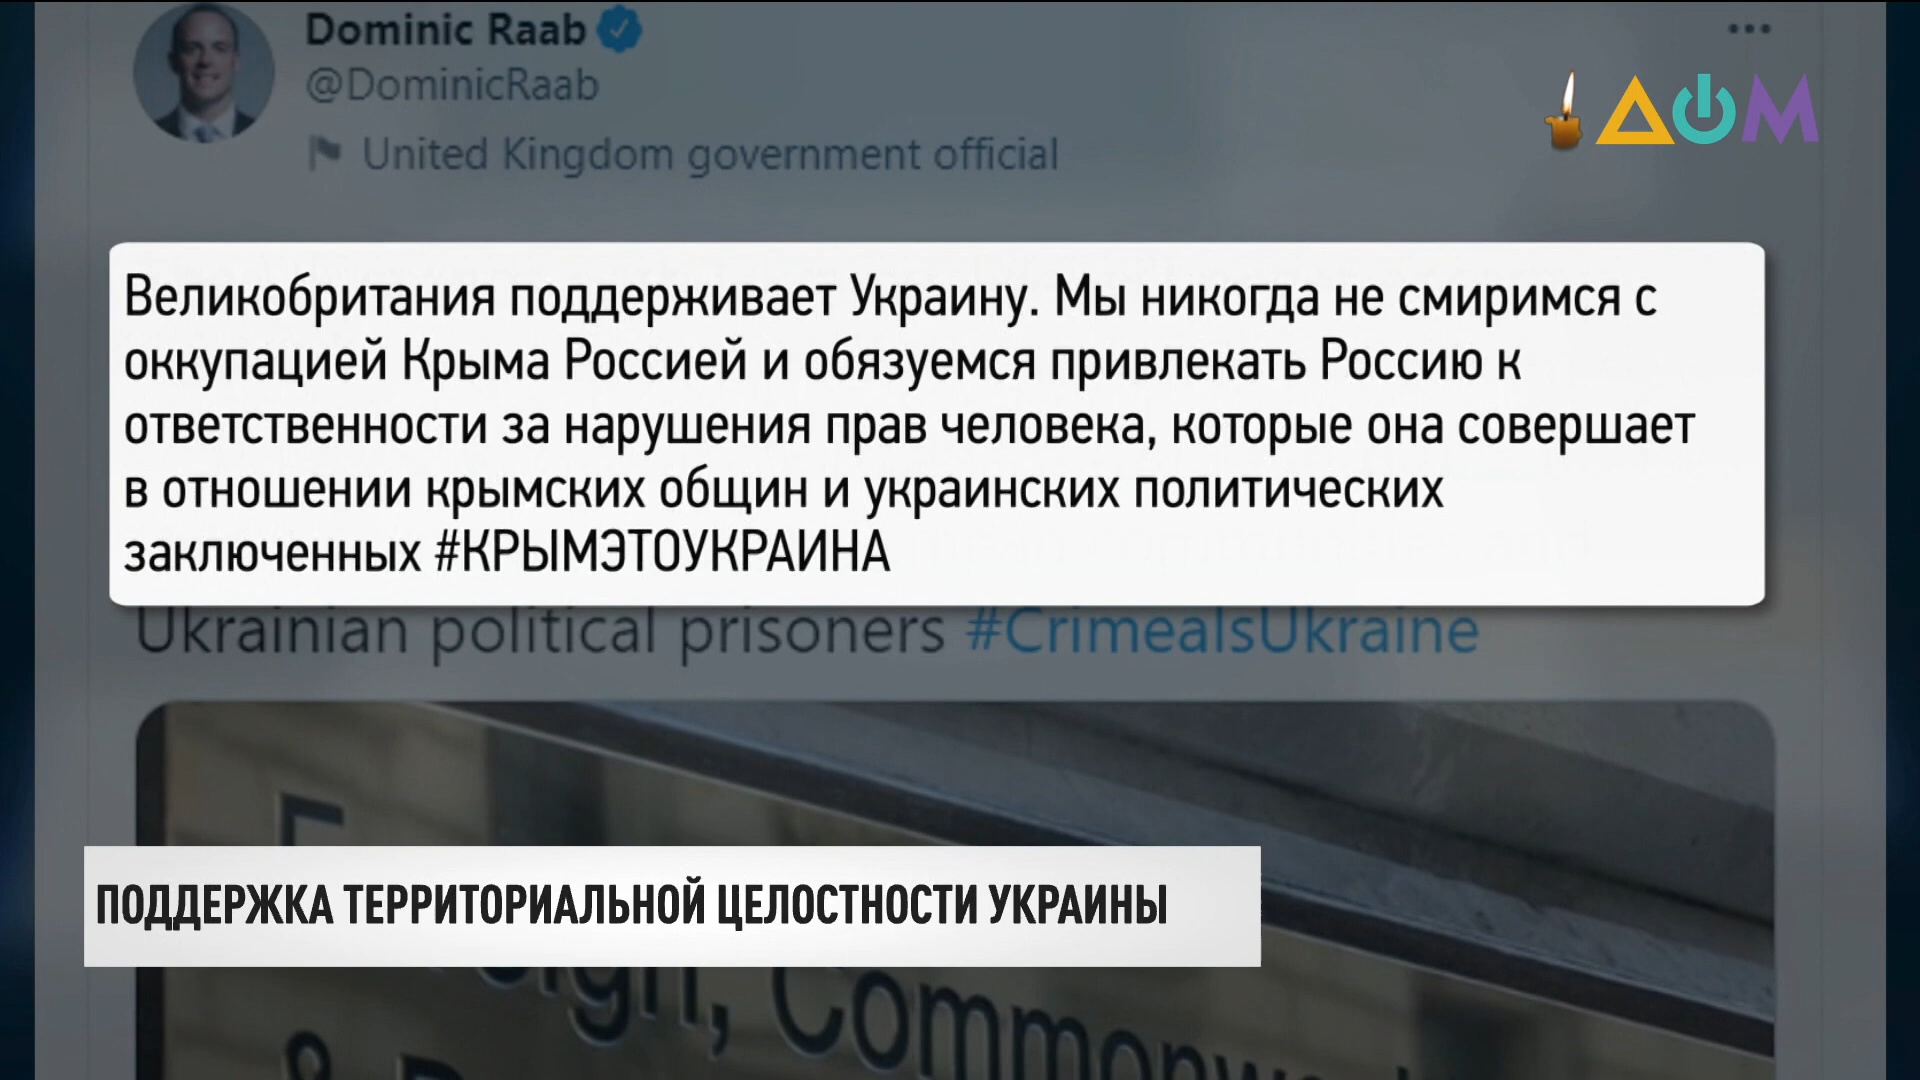 Dominic Raab
@DominicRaab
United Kingdom government official
ДОМ
Великобритания поддерживает Украину. Мы никогда не смиримся с
оккупацией Крыма Россией и обязуемся привлекать Россию к
ответственности за нарушения прав человека, которые она совершает
в отношении крымских общин и украинских политических
заключенных #КРЫМЭТОУКРАИНА
Ukrainian political prisoners #CrimeaIsUkraine
ПОДДЕРЖКА ТЕРРИТОРИАЛЬНОЙ ЦЕЛОСТНОСТИ УКРАИНЫ